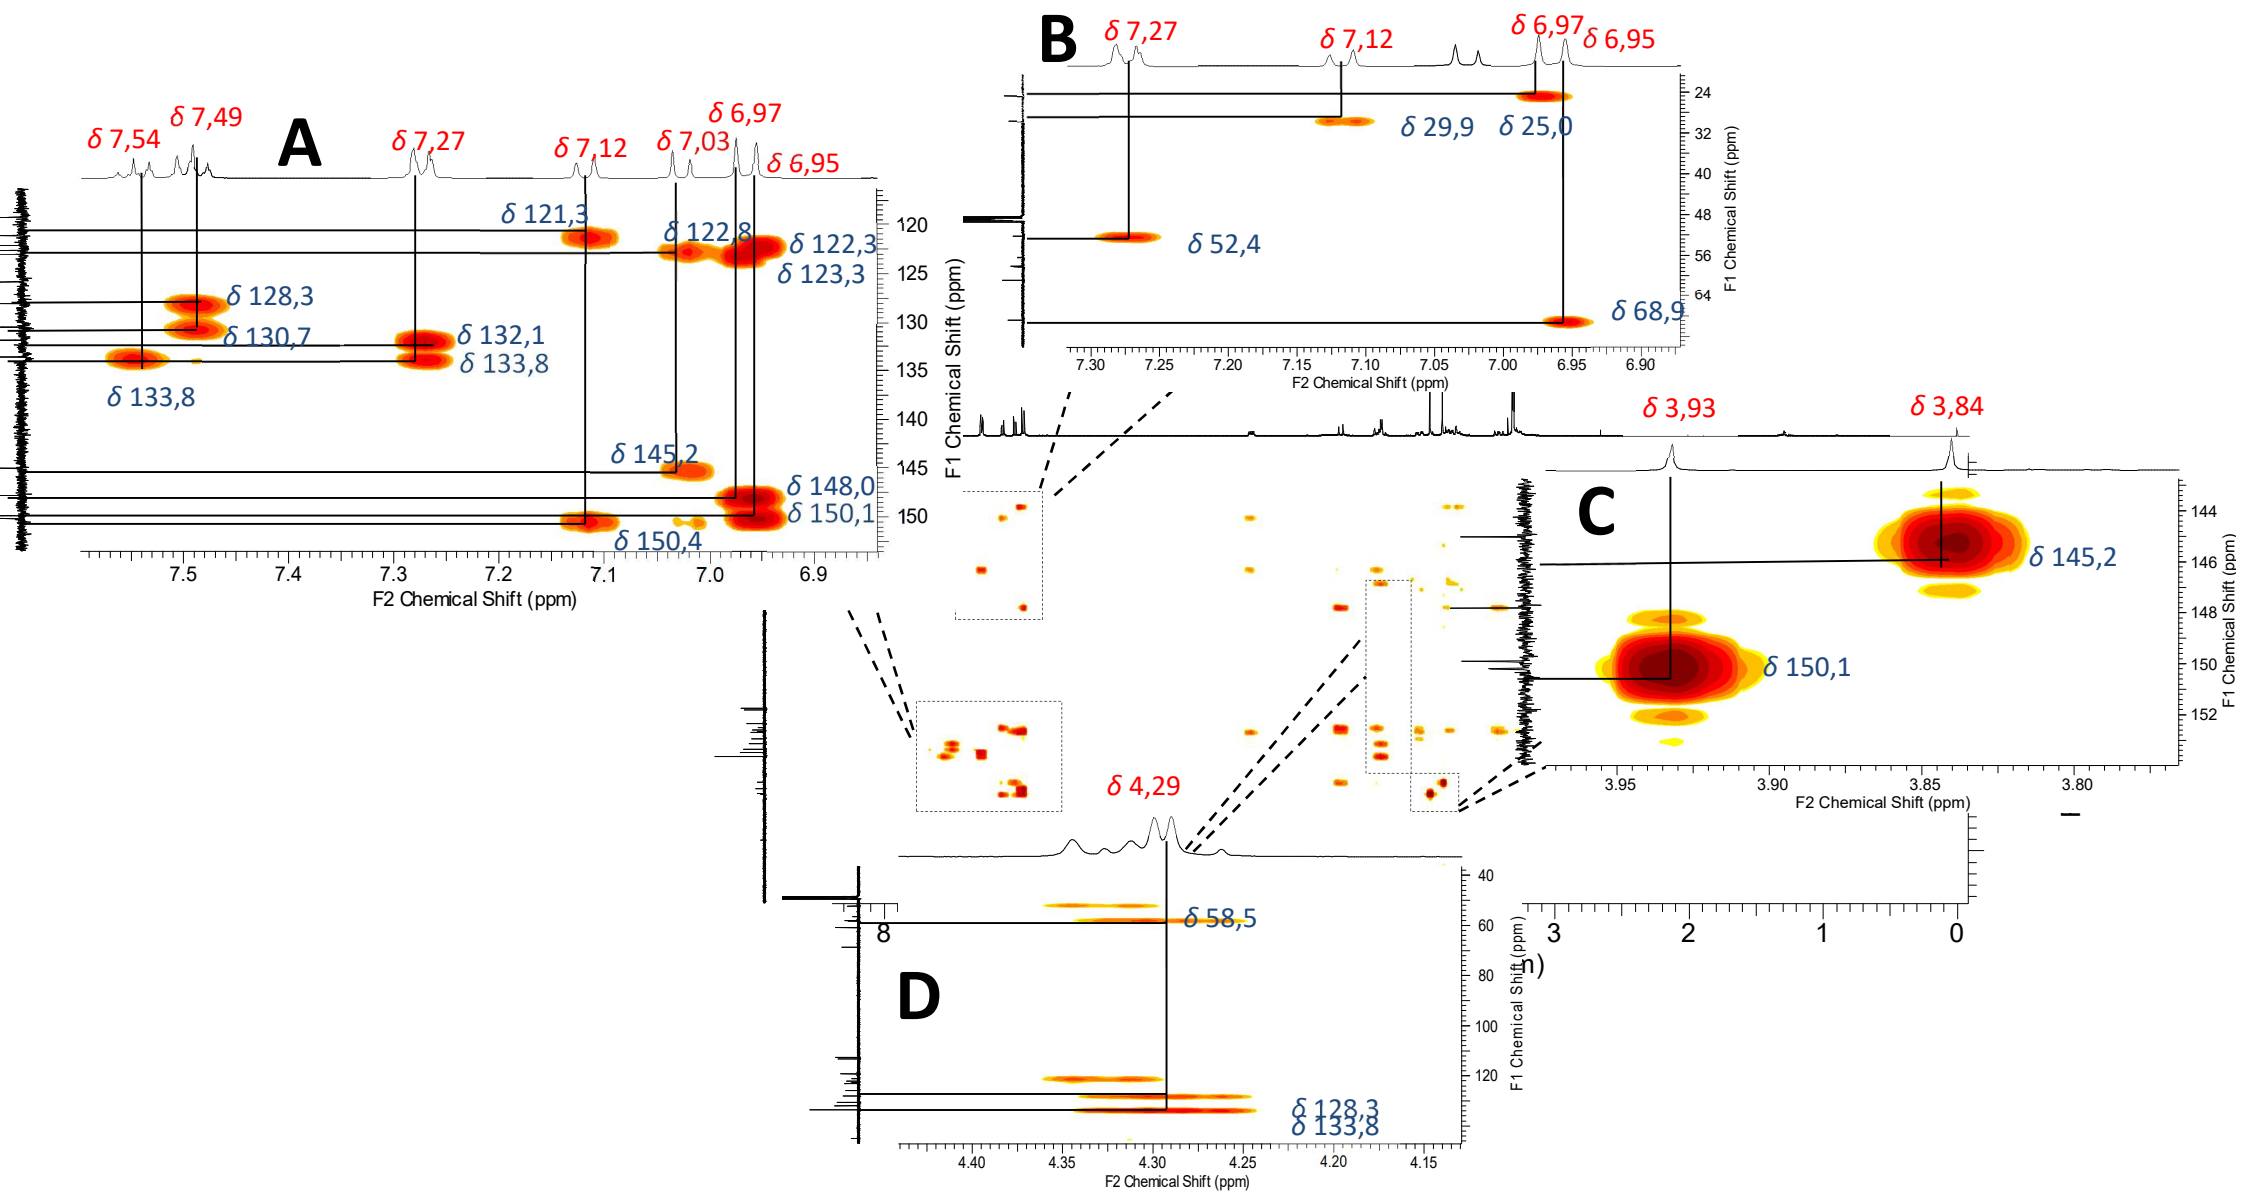 A
δ 7,54
δ 7,49
δ 7,27
δ 7,12
δ 7,03
δ 6,97
δ 6,95
δ 121,3
δ 122,8
δ 122,3
δ 123,3
δ 128,3
δ 130,7
δ 132,1
δ 133,8
δ 133,8
δ 145,2
δ 148,0
δ 150,1
δ 150,4
120
125
130
135
140
145
150
F1 Chemical Shift (ppm)
7.5 7.4 7.3 7.2 7.1 7.0 6.9
F2 Chemical Shift (ppm)
B
δ 7,27
δ 7,12
δ 6,97
δ 6,95
δ 29,9
δ 25,0
δ 52,4
δ 68,9
24
32
40
48
56
64
F1 Chemical Shift (ppm)
7.30 7.25 7.20 7.15 7.10 7.05 7.00 6.95 6.90
F2 Chemical Shift (ppm)
C
δ 3,93
δ 3,84
δ 145,2
δ 150,1
144
146
148
150
152
F1 Chemical Shift (ppm)
3.95 3.90 3.85 3.80
F2 Chemical Shift (ppm)
8 3 2 1 0
n)
D
δ 4,29
δ 58,5
δ 128,3
δ 133,8
40
60
80
100
120
F1 Chemical Shift (ppm)
4.40 4.35 4.30 4.25 4.20 4.15
F2 Chemical Shift (ppm)